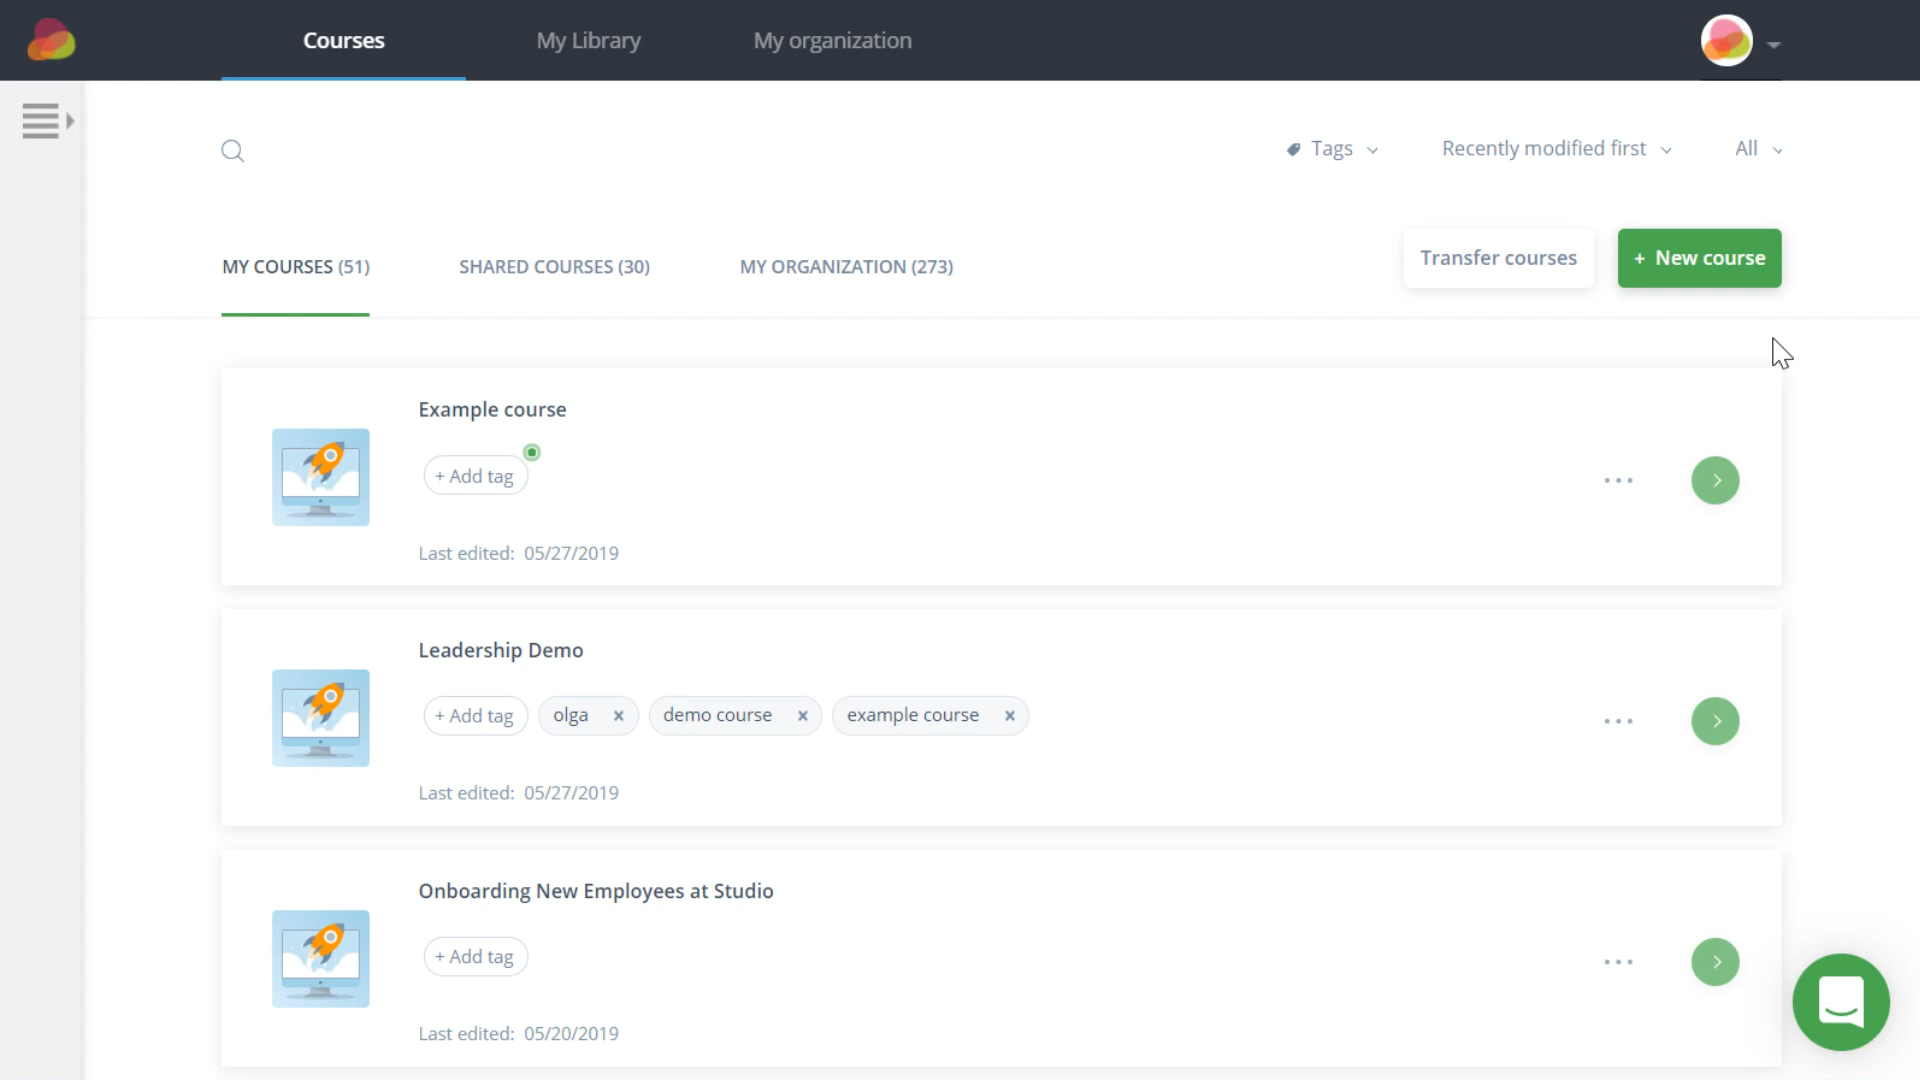 Courses
My Library
My organization
Tags
Recently modified first
All
MY COURSES (51)
SHARED COURSES (30)
MY ORGANIZATION (273)
Transfer courses
+ New course
Example course
+ Add tag
Last edited: 05/27/2019
Leadership Demo
+ Add tag
olga ×
demo course ×
example course ×
Last edited: 05/27/2019
Onboarding New Employees at Studio
+ Add tag
Last edited: 05/20/2019